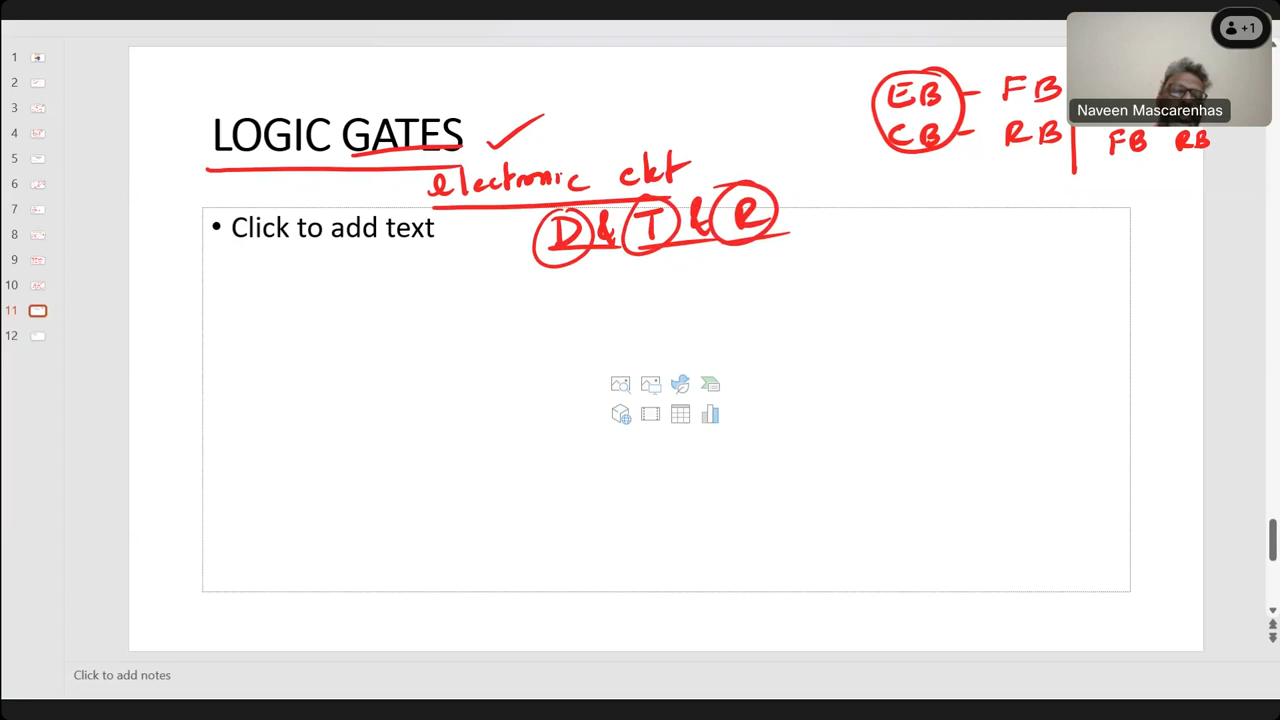 +1
Naveen Mascarenhas
EB - FB
CB - RB
FB RB
LOGIC GATES
electronic ckt
D & T & R
• Click to add text
1
2
3
4
5
6
7
8
9
10
11
12
Click to add notes